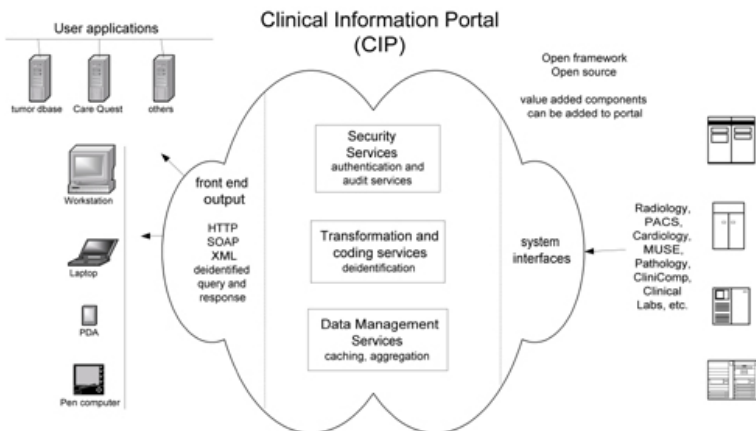 Clinical Information Portal
(CIP)
User applications
tumor dbase
Care Quest
others
Workstation
Laptop
PDA
Pen computer
front end
output
HTTP
SOAP
XML
deidentified
query and
response
Security
Services
authentication and
audit services
Transformation and
coding services
deidentification
Data Management
Services
caching, aggregation
system
interfaces
Open framework
Open source
value added components
can be added to portal
Radiology,
PACS,
Cardiology,
MUSE,
Pathology,
CliniComp,
Clinical
Labs, etc.